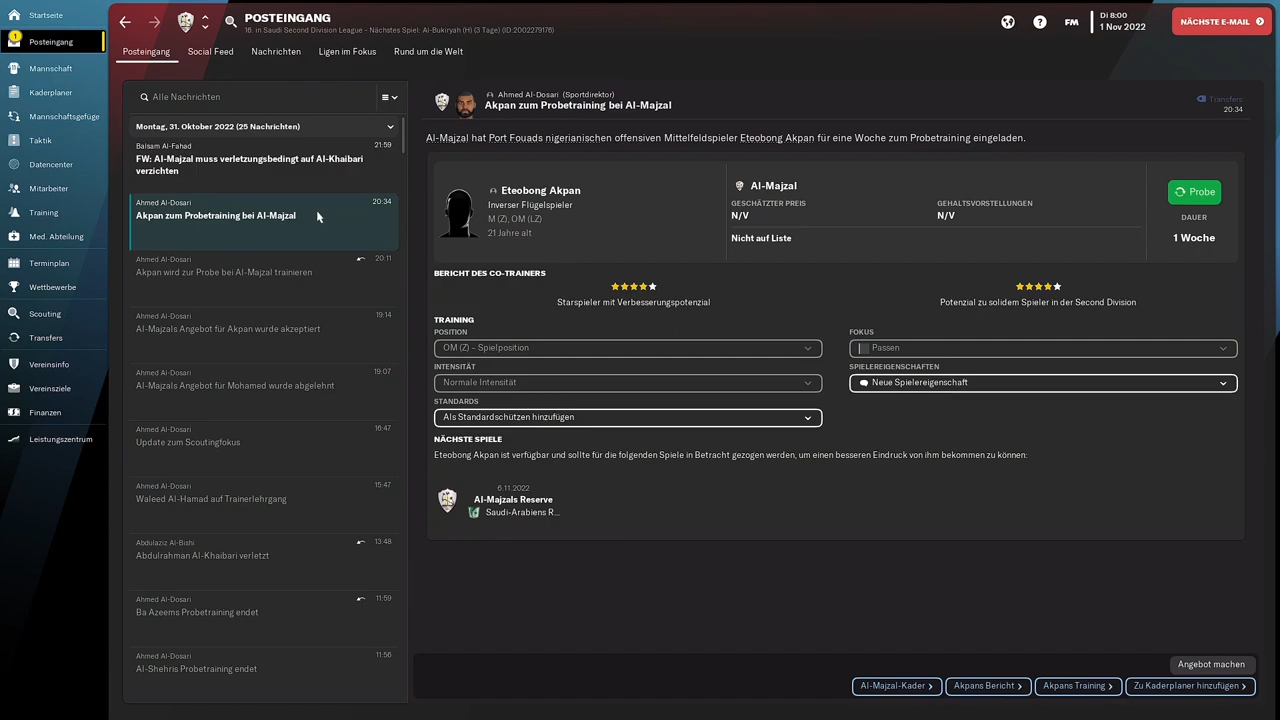 Startseite
1
Posteingang
Mannschaft
Kaderplaner
Mannschaftsgefüge
Taktik
Datencenter
Mitarbeiter
Training
Med. Abteilung
Terminplan
Wettbewerbe
Scouting
Transfers
Vereinsinfo
Vereinsziele
Finanzen
Leistungszentrum
POSTEINGANG
16. in Saudi Second Division League - Nächstes Spiel: Al-Bukiryah (H) (3 Tage) (ID:2002279176)
FM
Di 8:00
1 Nov 2022
NÄCHSTE E-MAIL
Posteingang
Social Feed
Nachrichten
Ligen im Fokus
Rund um die Welt
Alle Nachrichten
Montag, 31. Oktober 2022 (25 Nachrichten)
Balsam Al-Fahad 21:59
FW: Al-Majzal muss verletzungsbedingt auf Al-Khaibari
verzichten
Ahmed Al-Dosari 20:34
Akpan zum Probetraining bei Al-Majzal
Ahmed Al-Dosari 20:11
Akpan wird zur Probe bei Al-Majzal trainieren
Ahmed Al-Dosari 19:14
Al-Majzals Angebot für Akpan wurde akzeptiert
Ahmed Al-Dosari 19:07
Al-Majzals Angebot für Mohamed wurde abgelehnt
Ahmed Al-Dosari 16:47
Update zum Scoutingfokus
Ahmed Al-Dosari 15:47
Waleed Al-Hamad auf Trainerlehrgang
Abdulaziz Al-Bishi 13:48
Abdulrahman Al-Khaibari verletzt
Ahmed Al-Dosari 11:59
Ba Azeems Probetraining endet
Ahmed Al-Dosari 11:56
Al-Shehris Probetraining endet
Ahmed Al-Dosari (Sportdirektor)
Akpan zum Probetraining bei Al-Majzal
Transfers
20:34
Al-Majzal hat Port Fouads nigerianischen offensiven Mittelfeldspieler Eteobong Akpan für eine Woche zum Probetraining eingeladen.
Eteobong Akpan
Inverser Flügelspieler
M (Z), OM (LZ)
21 Jahre alt
Al-Majzal
GESCHÄTZTER PREIS
N/V
GEHALTSVORSTELLUNGEN
N/V
Nicht auf Liste
Probe
DAUER
1 Woche
BERICHT DES CO-TRAINERS
Starspieler mit Verbesserungspotenzial
Potenzial zu solidem Spieler in der Second Division
TRAINING
POSITION
OM (Z) - Spielposition
FOKUS
Passen
INTENSITÄT
Normale Intensität
SPIELEREIGENSCHAFTEN
Neue Spielereigenschaft
STANDARDS
Als Standardschützen hinzufügen
NÄCHSTE SPIELE
Eteobong Akpan ist verfügbar und sollte für die folgenden Spiele in Betracht gezogen werden, um einen besseren Eindruck von ihm bekommen zu können:
6.11.2022
Al-Majzals Reserve
Saudi-Arabiens R...
Angebot machen
Al-Majzal-Kader
Akpans Bericht
Akpans Training
Zu Kaderplaner hinzufügen